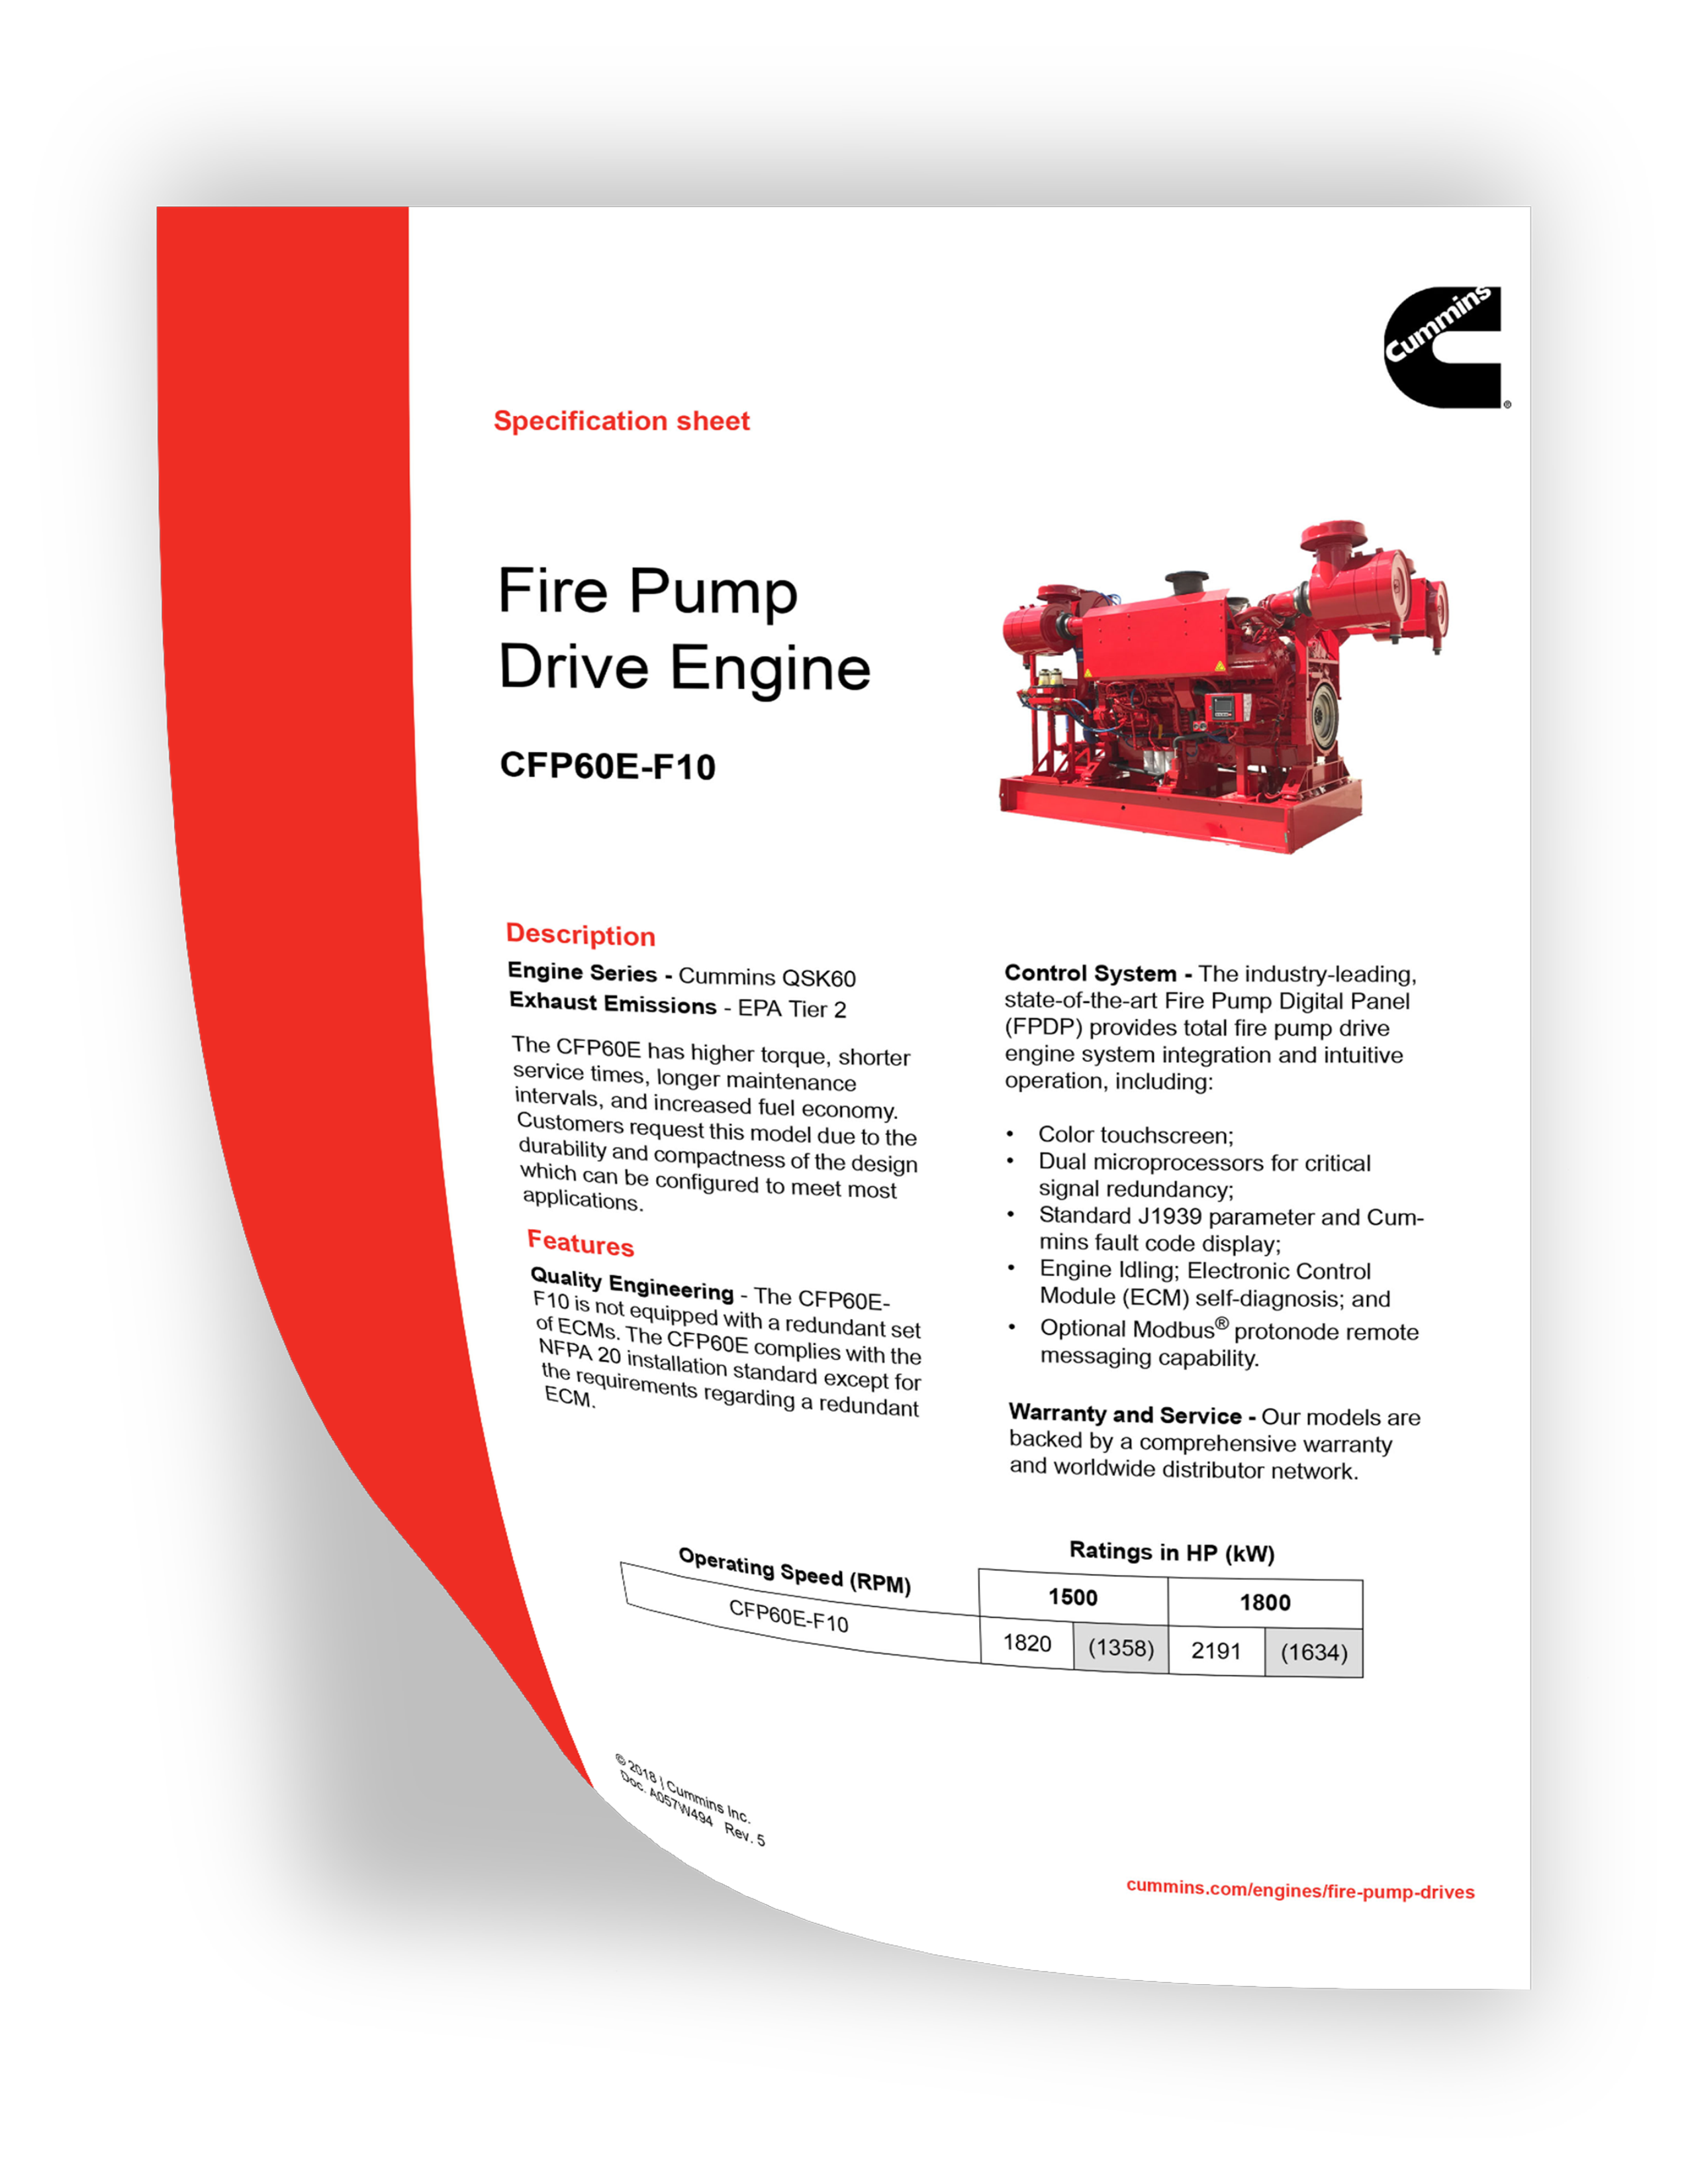 Cummins
®
Specification sheet
Fire Pump
Drive Engine
CFP60E-F10
Description
Engine Series - Cummins QSK60
Exhaust Emissions - EPA Tier 2
The CFP60E has higher torque, shorter
service times, longer maintenance
intervals, and increased fuel economy.
Customers request this model due to the
durability and compactness of the design
which can be configured to meet most
applications.
Features
Quality Engineering - The CFP60E-
F10 is not equipped with a redundant set
of ECMs. The CFP60E complies with the
NFPA 20 installation standard except for
the requirements regarding a redundant
ECM.
Control System - The industry-leading,
state-of-the-art Fire Pump Digital Panel
(FPDP) provides total fire pump drive
engine system integration and intuitive
operation, including:
• Color touchscreen;
• Dual microprocessors for critical
signal redundancy;
• Standard J1939 parameter and Cum-
mins fault code display;
• Engine Idling; Electronic Control
Module (ECM) self-diagnosis; and
• Optional Modbus® protonode remote
messaging capability.
Warranty and Service - Our models are
backed by a comprehensive warranty
and worldwide distributor network.
Ratings in HP (kW)
Operating Speed (RPM) 1500 1800
CFP60E-F10 1820 (1358) 2191 (1634)
© 2018 | Cummins Inc.
Doc. A057W494 Rev. 5
cummins.com/engines/fire-pump-drives